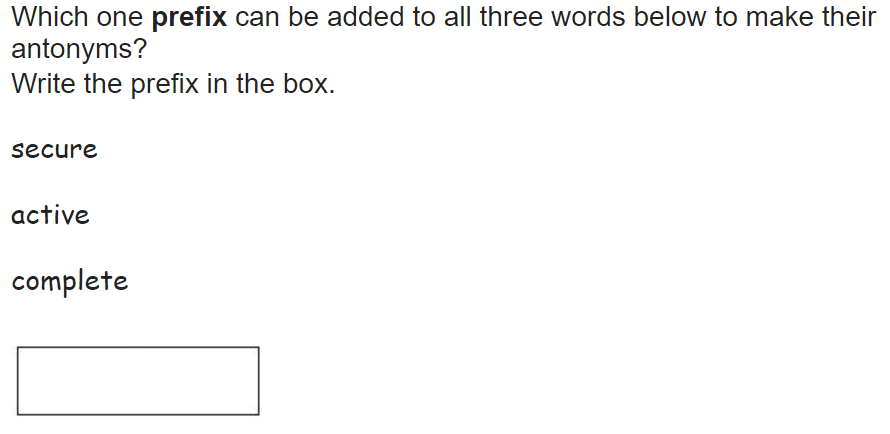 Which one prefix can be added to all three words below to make their
antonyms?
Write the prefix in the box.
secure
active
complete